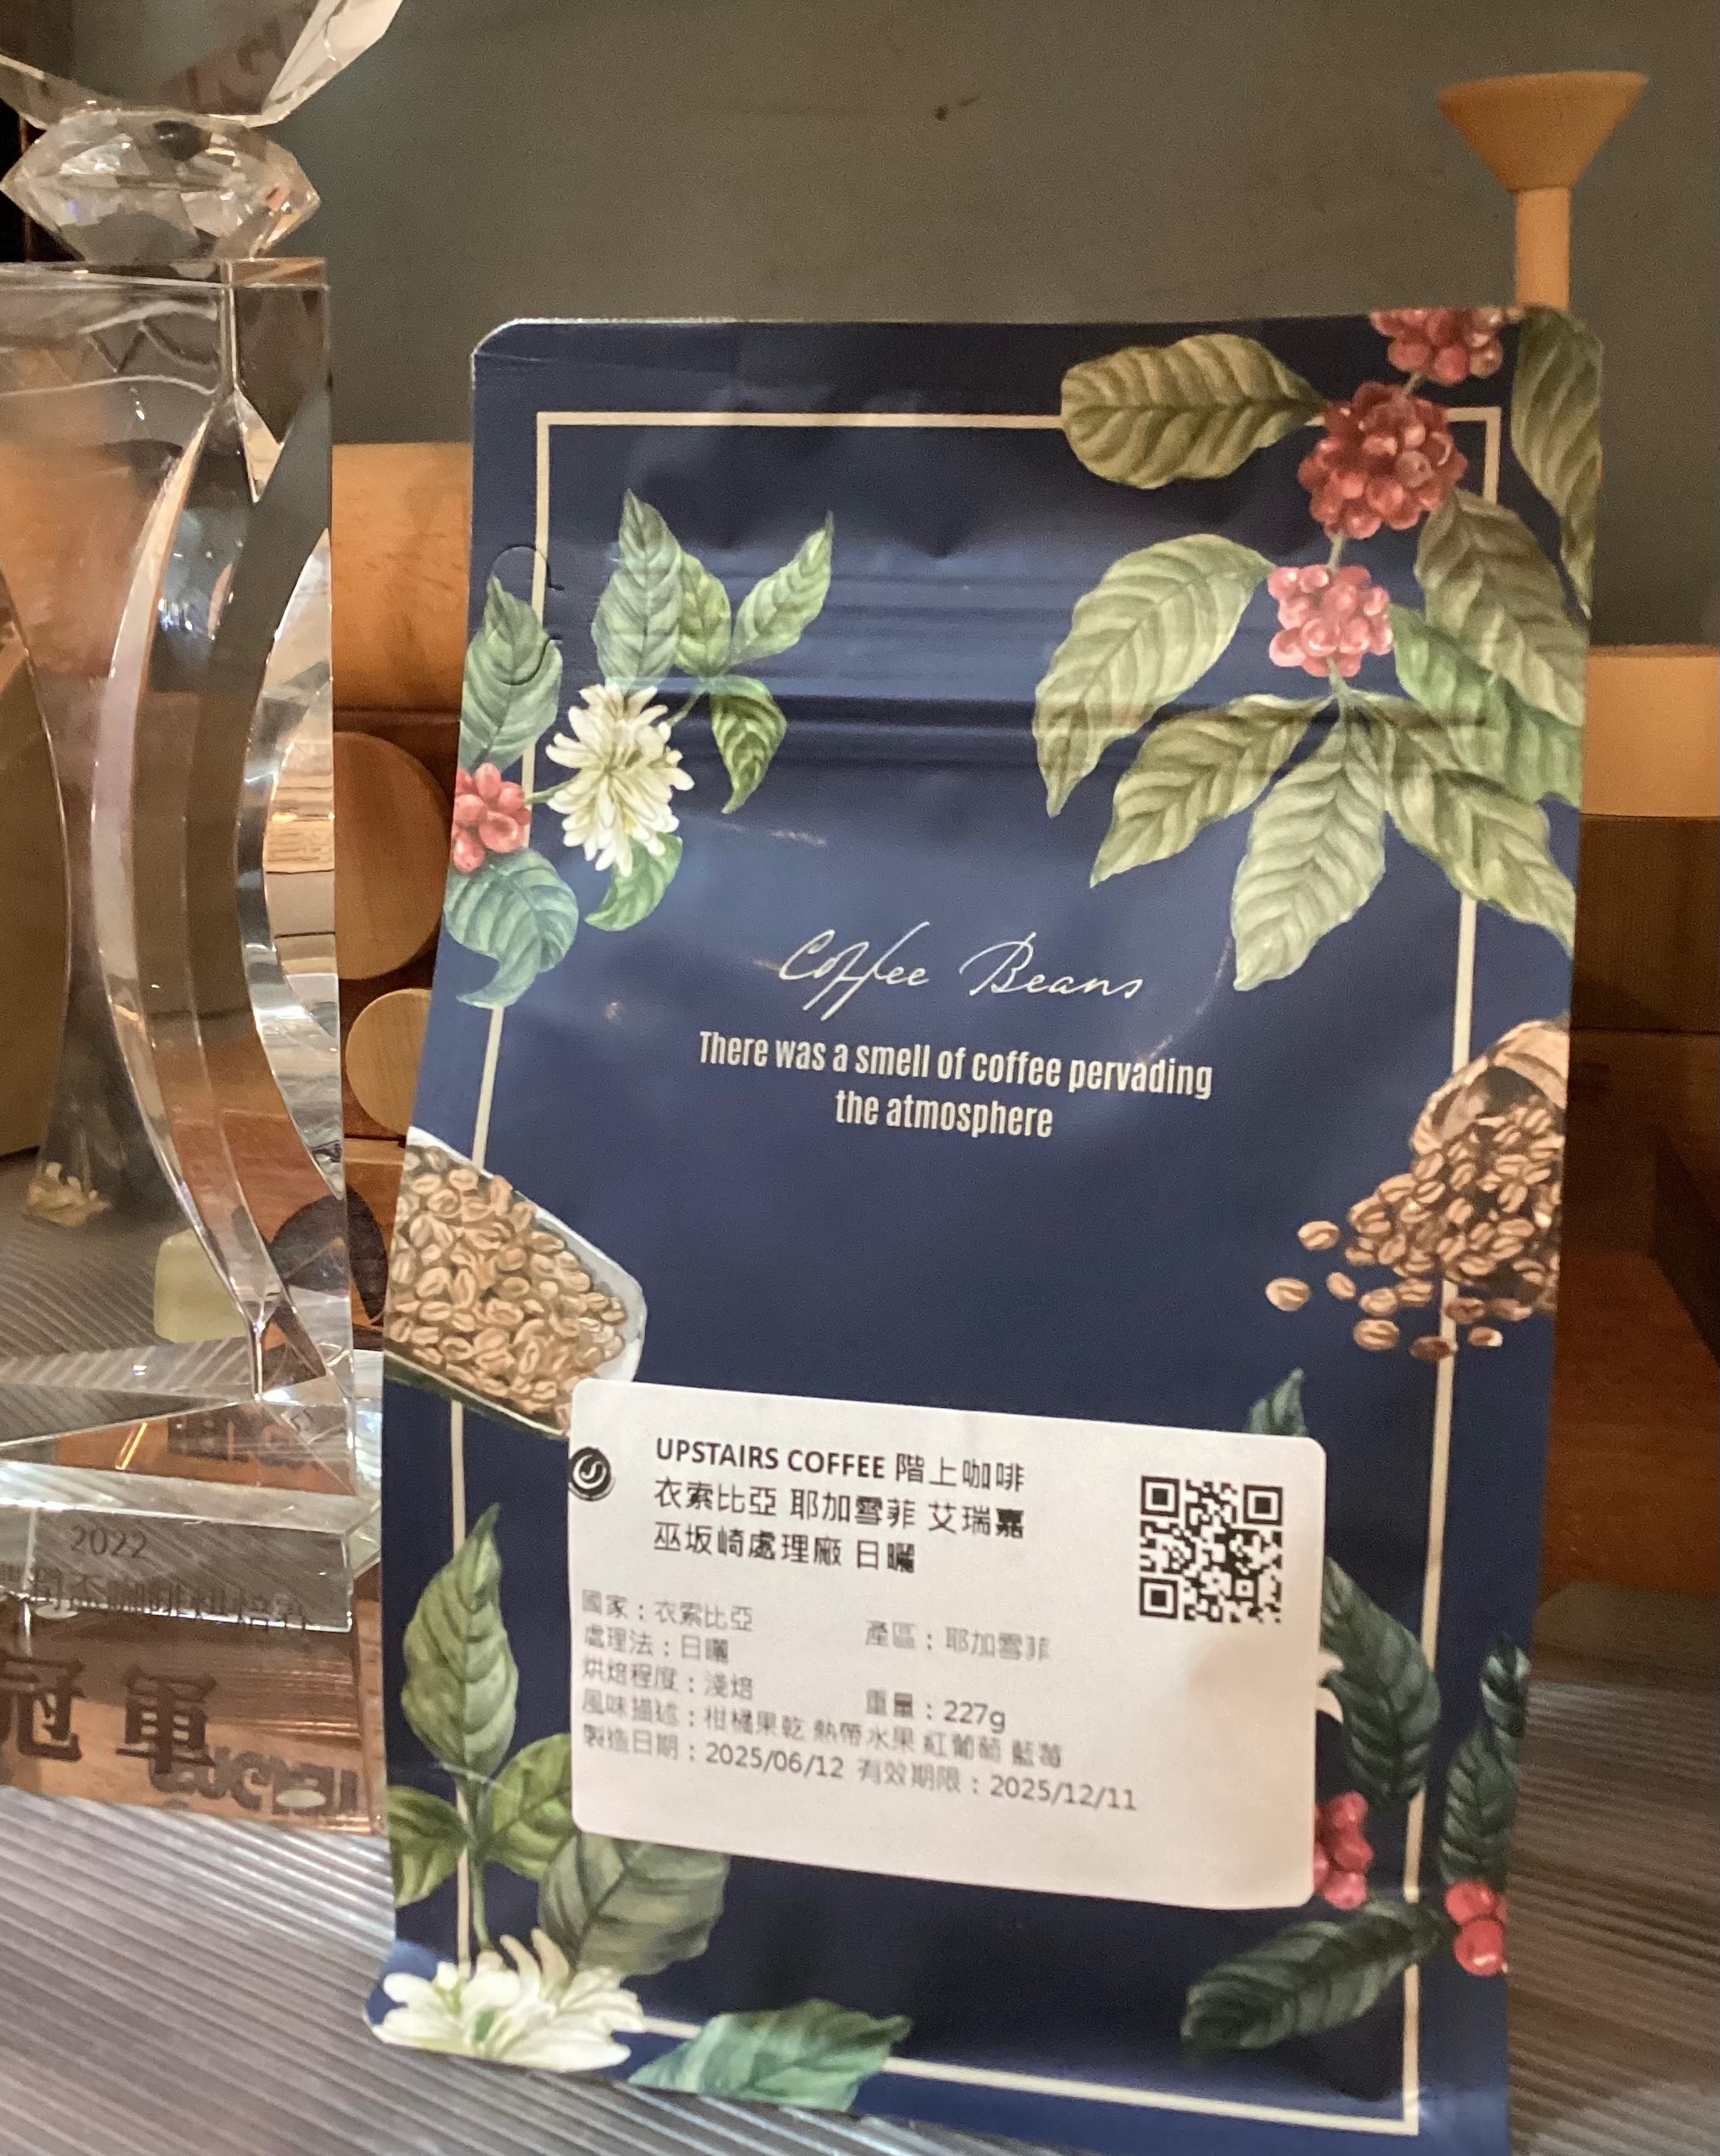 Coffee Beans
There was a smell of coffee pervading
the atmosphere
UPSTAIRS COFFEE 階上咖啡
衣索比亞 耶加雪菲 艾瑞嘉
巫坂崎處理廠 日曬
國家：衣索比亞
產區：耶加雪菲
處理法：日曬
烘焙程度：淺焙
重量：227g
風味描述：柑橘果乾 熱帶水果 紅葡萄 藍莓
製造日期：2025/06/12 有效期限：2025/12/11
2022
冠軍